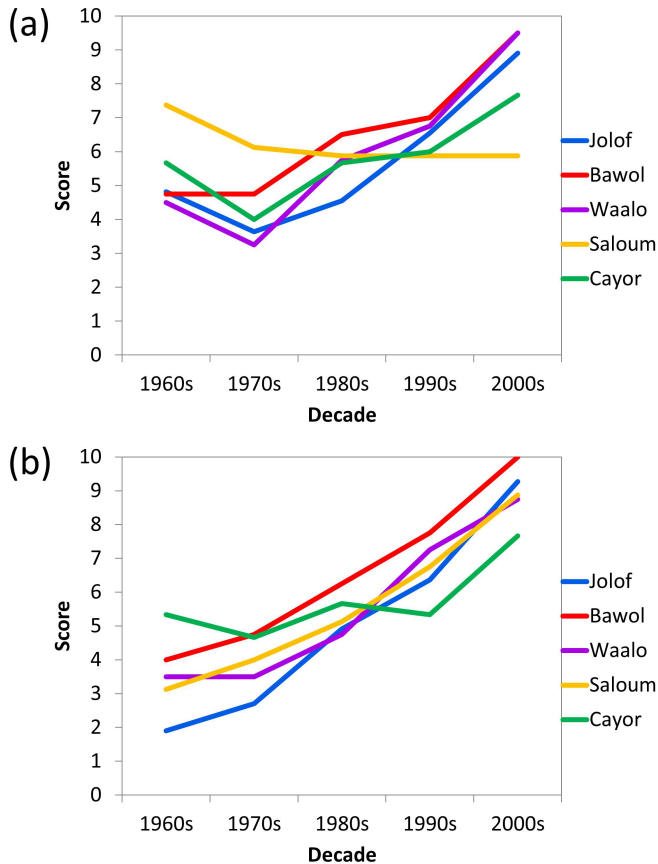 (a)
10
9
8
7
6
5
4
3
2
1
0
Score
1960s 1970s 1980s 1990s 2000s
Decade
Jolof
Bawol
Waalo
Saloum
Cayor
(b)
10
9
8
7
6
5
4
3
2
1
0
Score
1960s 1970s 1980s 1990s 2000s
Decade
Jolof
Bawol
Waalo
Saloum
Cayor